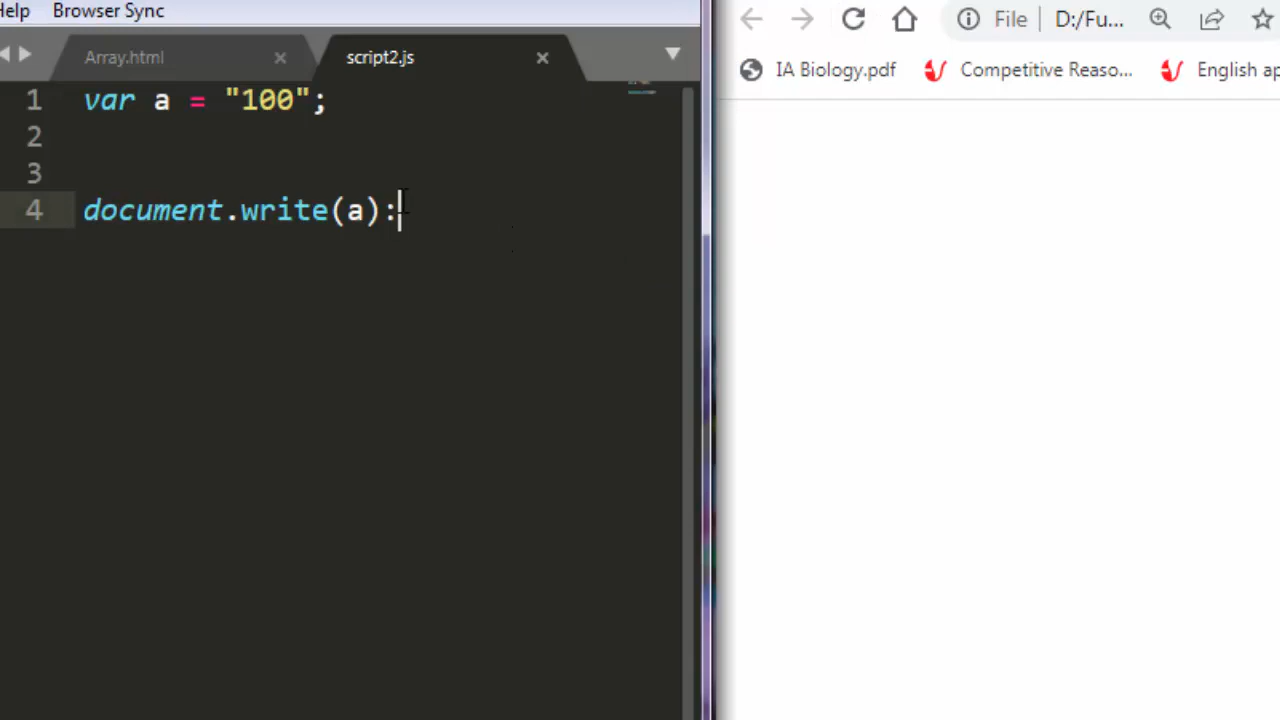 Help Browser Sync
Array.html × script2.js ×
File D:/Fu...
IA Biology.pdf Competitive Reaso... English ap
1 var a = "100";
2
3
4 document.write(a):